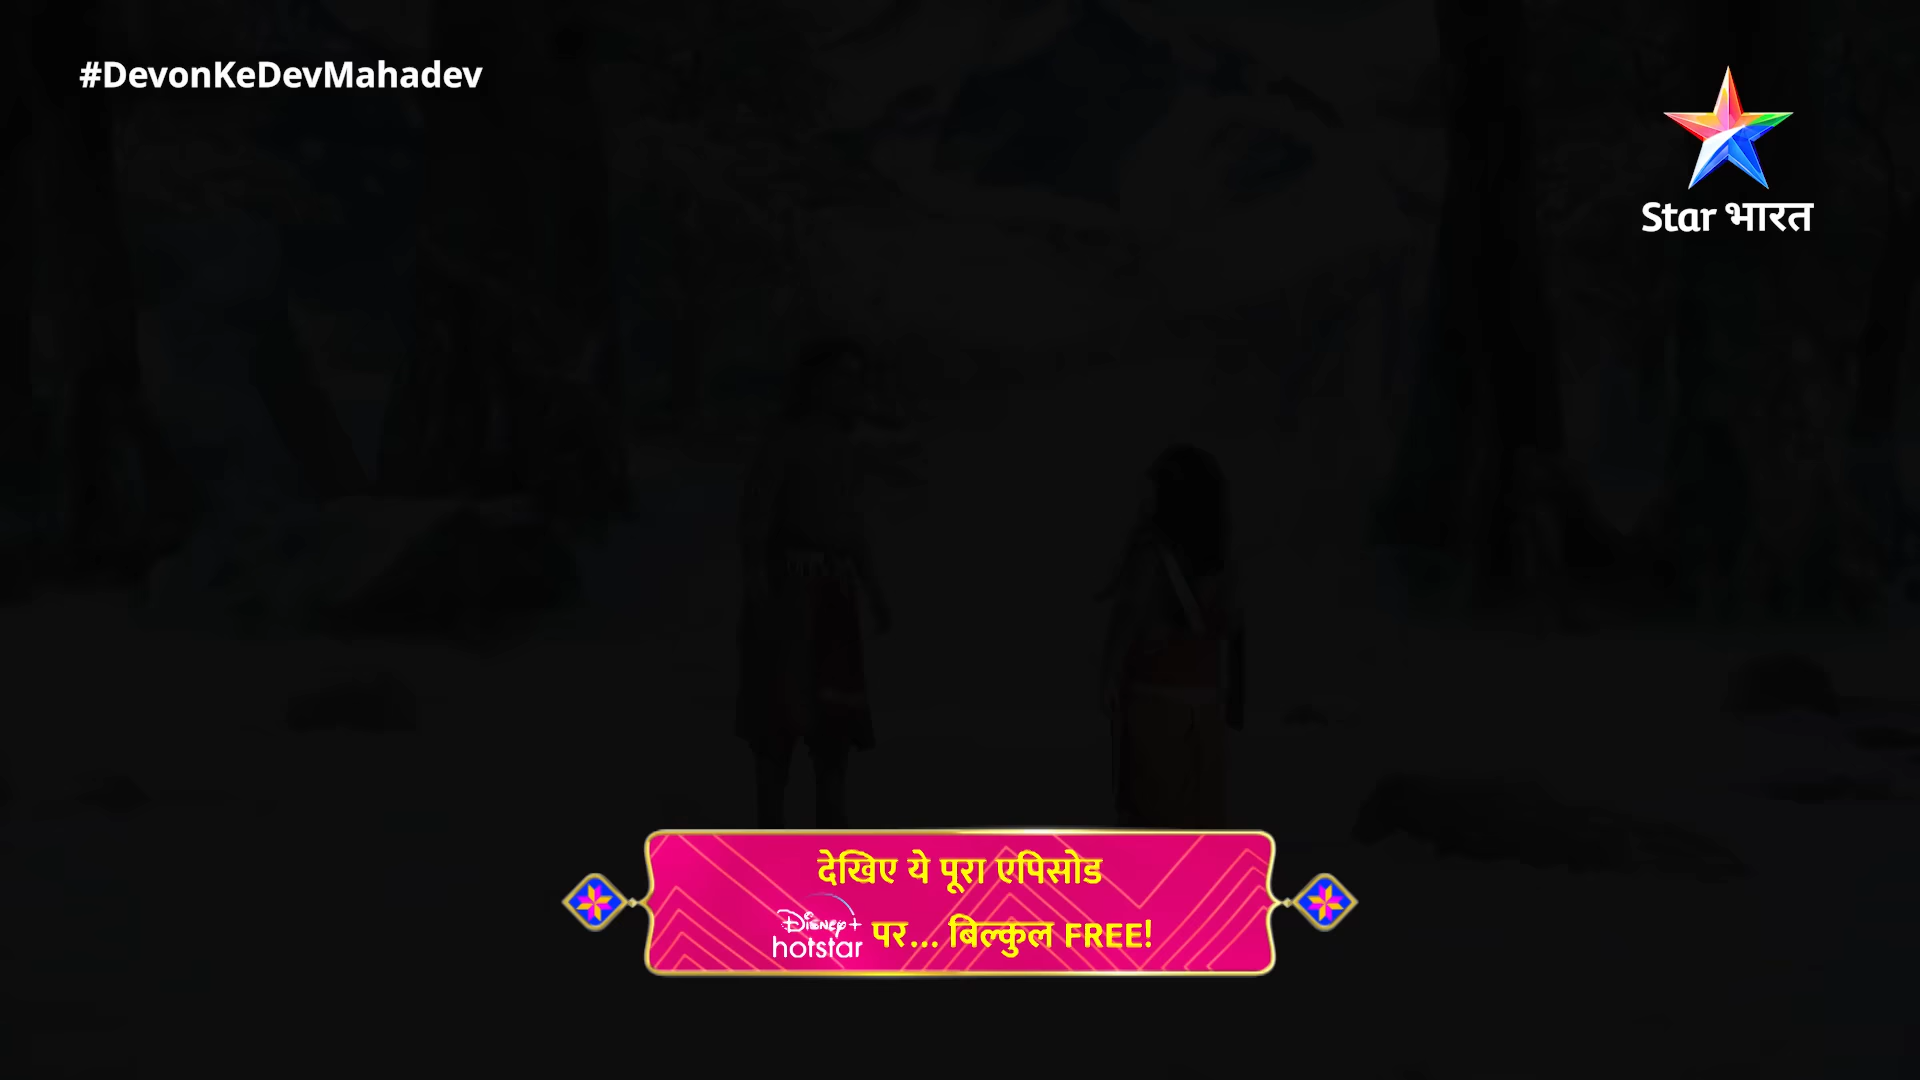 #DevonKeDevMahadev
Star भारत
देखिए ये पूरा एपिसोड
Disney+ hotstar पर... बिल्कुल FREE!